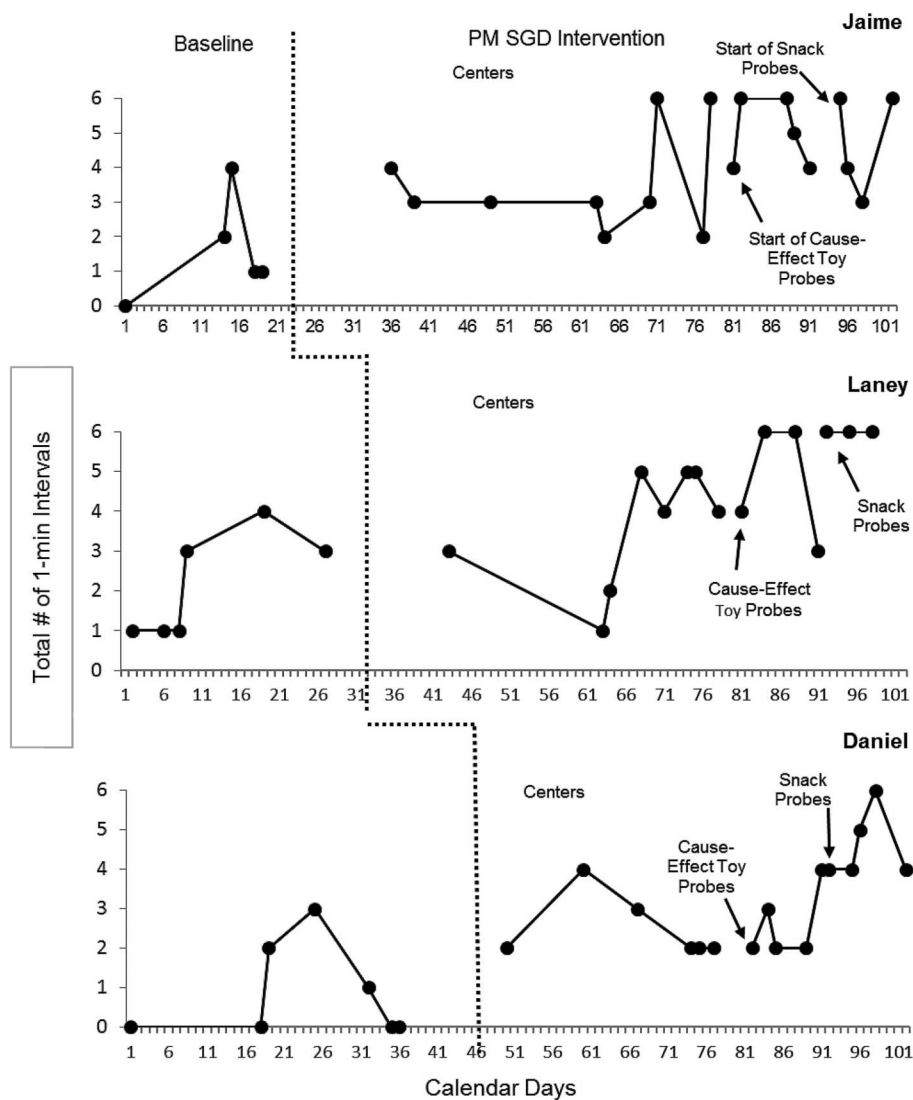 Baseline
PM SGD Intervention
Jaime
Centers
Start of Snack
Probes
6
5
4
3
2
1
0
Start of Cause-
Effect Toy
Probes
1 6 11 16 21 26 31 36 41 46 51 56 61 66 71 76 81 86 91 96 101
Total # of 1-min Intervals
Laney
Centers
6
5
4
3
2
1
0
Snack
Probes
Cause-Effect
Toy Probes
1 6 11 16 21 26 31 36 41 46 51 56 61 66 71 76 81 86 91 96 101
Daniel
Centers
Snack
Probes
6
5
4
3
2
1
0
Cause-
Effect Toy
Probes
1 6 11 16 21 26 31 36 41 46 51 56 61 66 71 76 81 86 91 96 101
Calendar Days